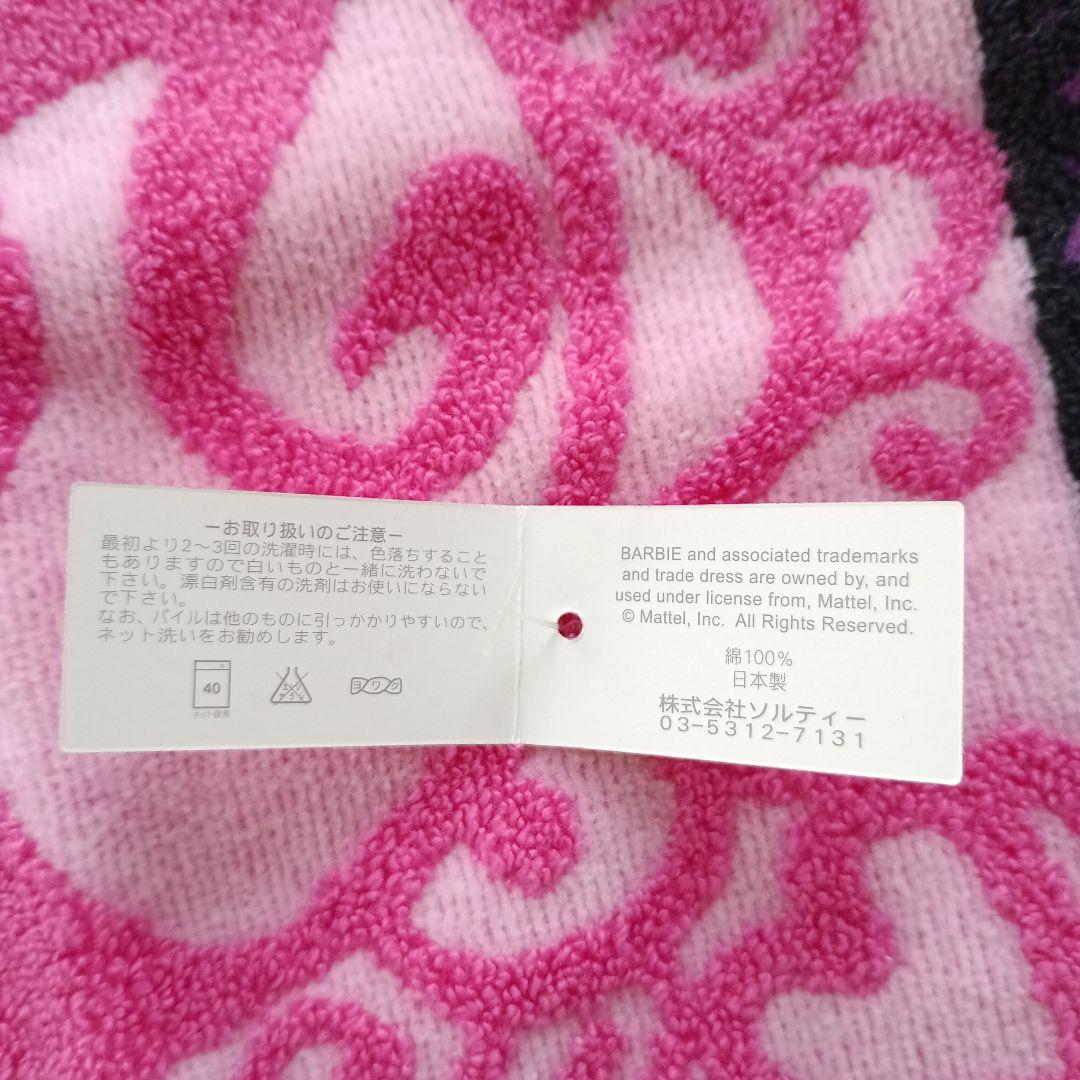 －お取り扱いのご注意－
最初より2～3回の洗濯時には、色落ちすること
もありますので白いものと一緒に洗わないで
下さい。漂白剤含有の洗剤はお使いにならない
で下さい。
なお、パイルは他のものに引っかかりやすいので、
ネット洗いをお勧めします。
40
ネット使用
エンソ
サラシ
ヨワク
BARBIE and associated trademarks
and trade dress are owned by, and
used under license from, Mattel, Inc.
© Mattel, Inc. All Rights Reserved.
綿100%
日本製
株式会社ソルティー
03-5312-7131